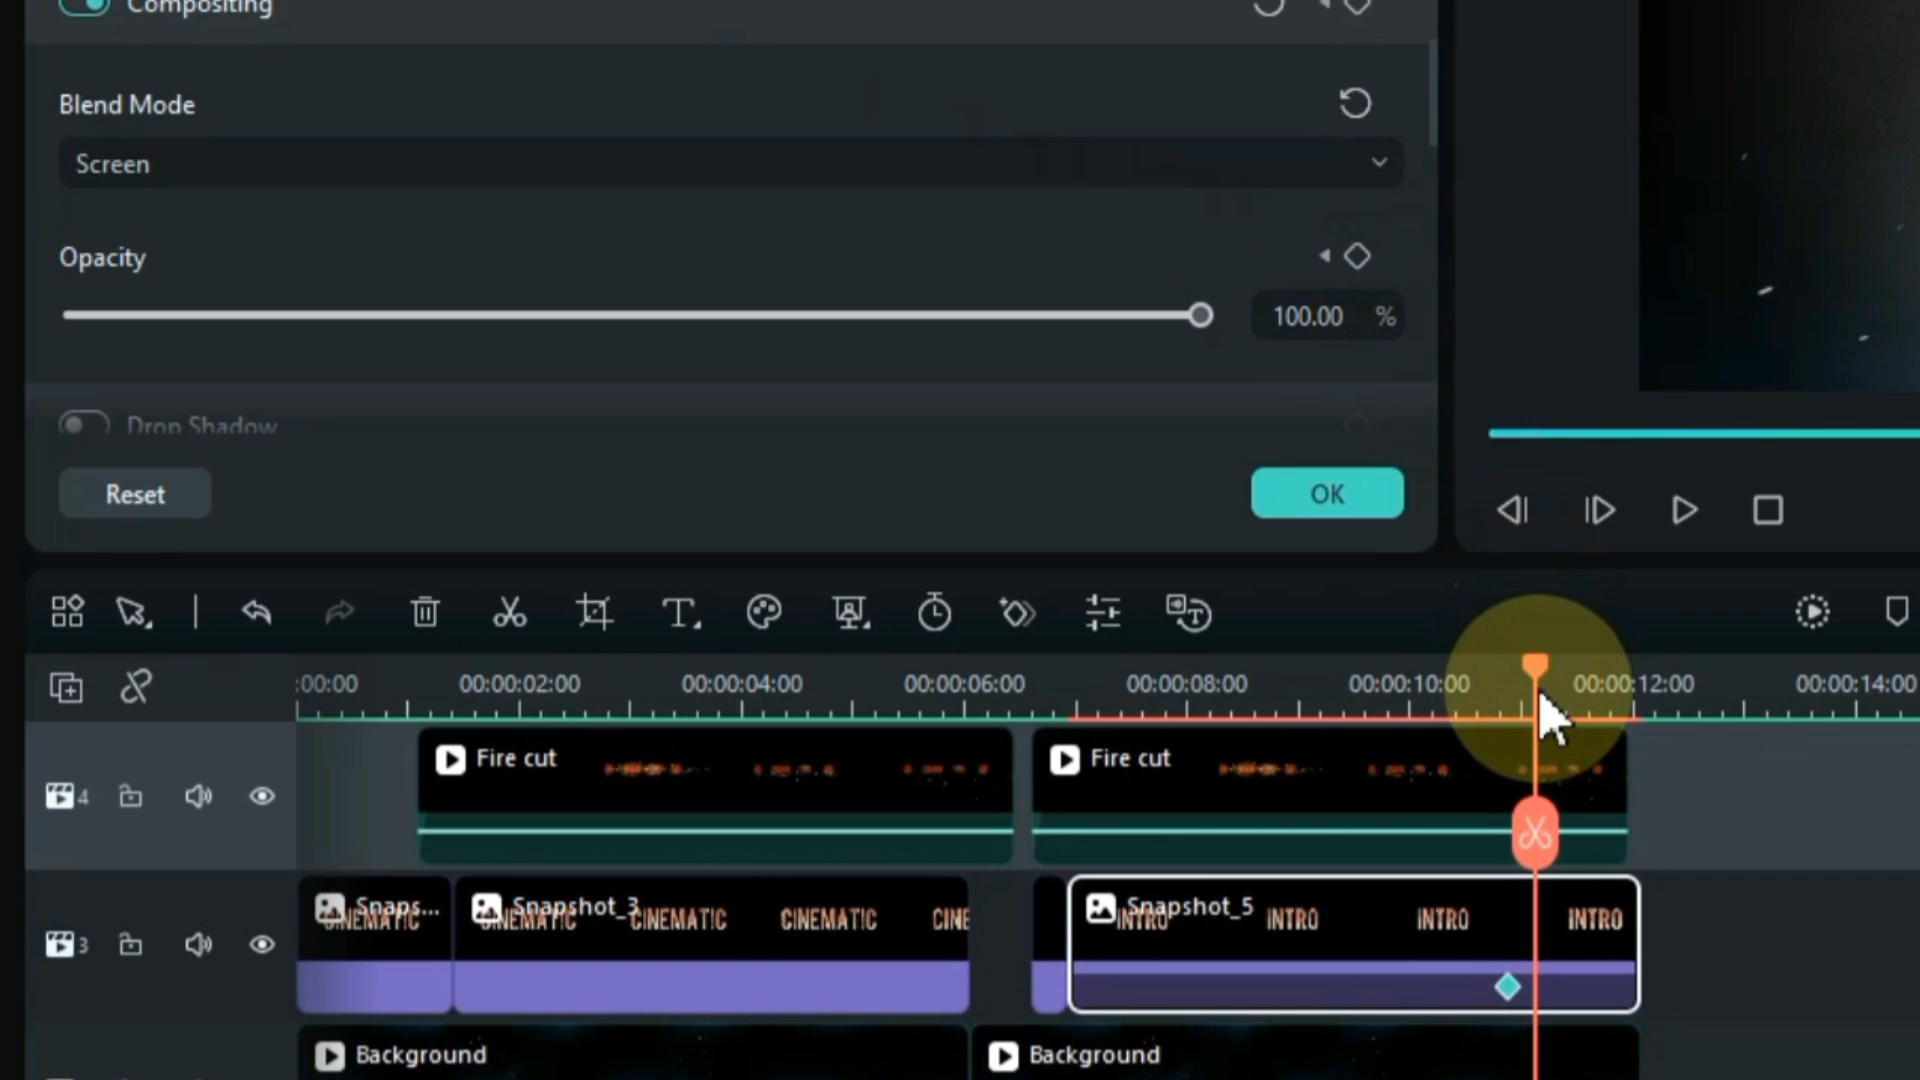 Compositing
Blend Mode
Screen
Opacity
100.00 %
Drop Shadow
Reset
OK
:00:00
00:00:02:00
00:00:04:00
00:00:06:00
00:00:08:00
00:00:10:00
00:00:12:00
00:00:14:00
4
Fire cut
Fire cut
3
Snaps...
CINEMATIC
Snapshot_3
CINEMATIC
CINEMATIC
CINEMATIC
CINE
Snapshot_5
INTRO
INTRO
INTRO
INTRO
Background
Background